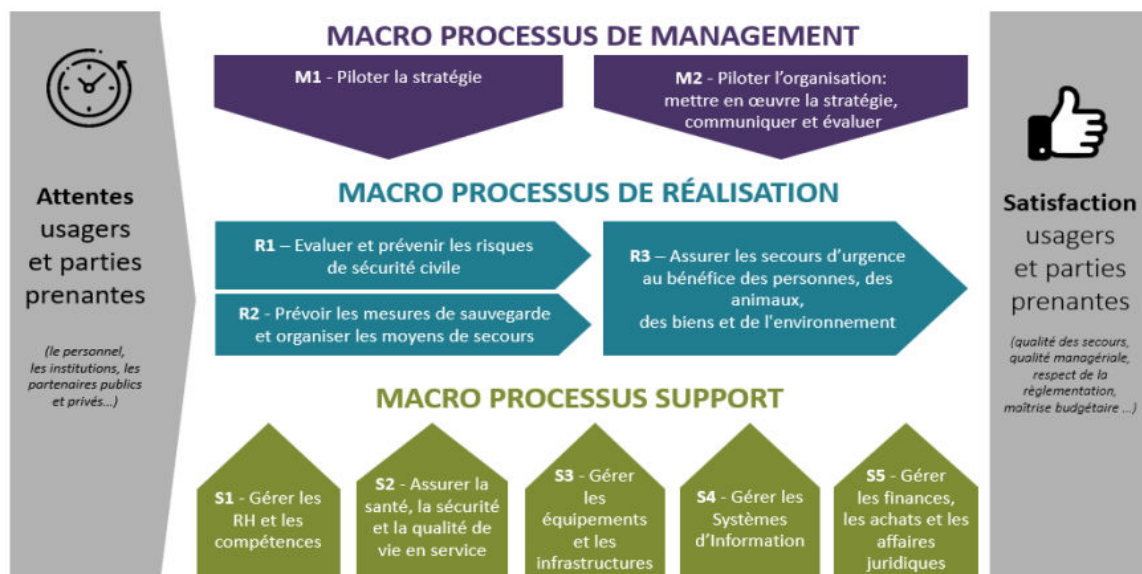 MACRO PROCESSUS DE MANAGEMENT
M1 - Piloter la stratégie
M2 - Piloter l'organisation:
mettre en œuvre la stratégie,
communiquer et évaluer
Attentes
usagers
et parties
prenantes
(le personnel,
les institutions, les
partenaires publics
et privés...)
MACRO PROCESSUS DE RÉALISATION
R1 – Evaluer et prévenir les risques
de sécurité civile
R2 - Prévoir les mesures de sauvegarde
et organiser les moyens de secours
R3 – Assurer les secours d'urgence
au bénéfice des personnes, des
animaux,
des biens et de l'environnement
Satisfaction
usagers
et parties
prenantes
(qualité des secours,
qualité managériale,
respect de la
règlementation,
maîtrise budgétaire ...)
MACRO PROCESSUS SUPPORT
S1 - Gérer les
RH et les
compétences
S2 - Assurer la
santé, la sécurité
et la qualité de
vie en service
S3 - Gérer
les
équipements
et les
infrastructures
S4 - Gérer les
Systèmes
d'Information
S5 - Gérer
les finances,
les achats et les
affaires
juridiques